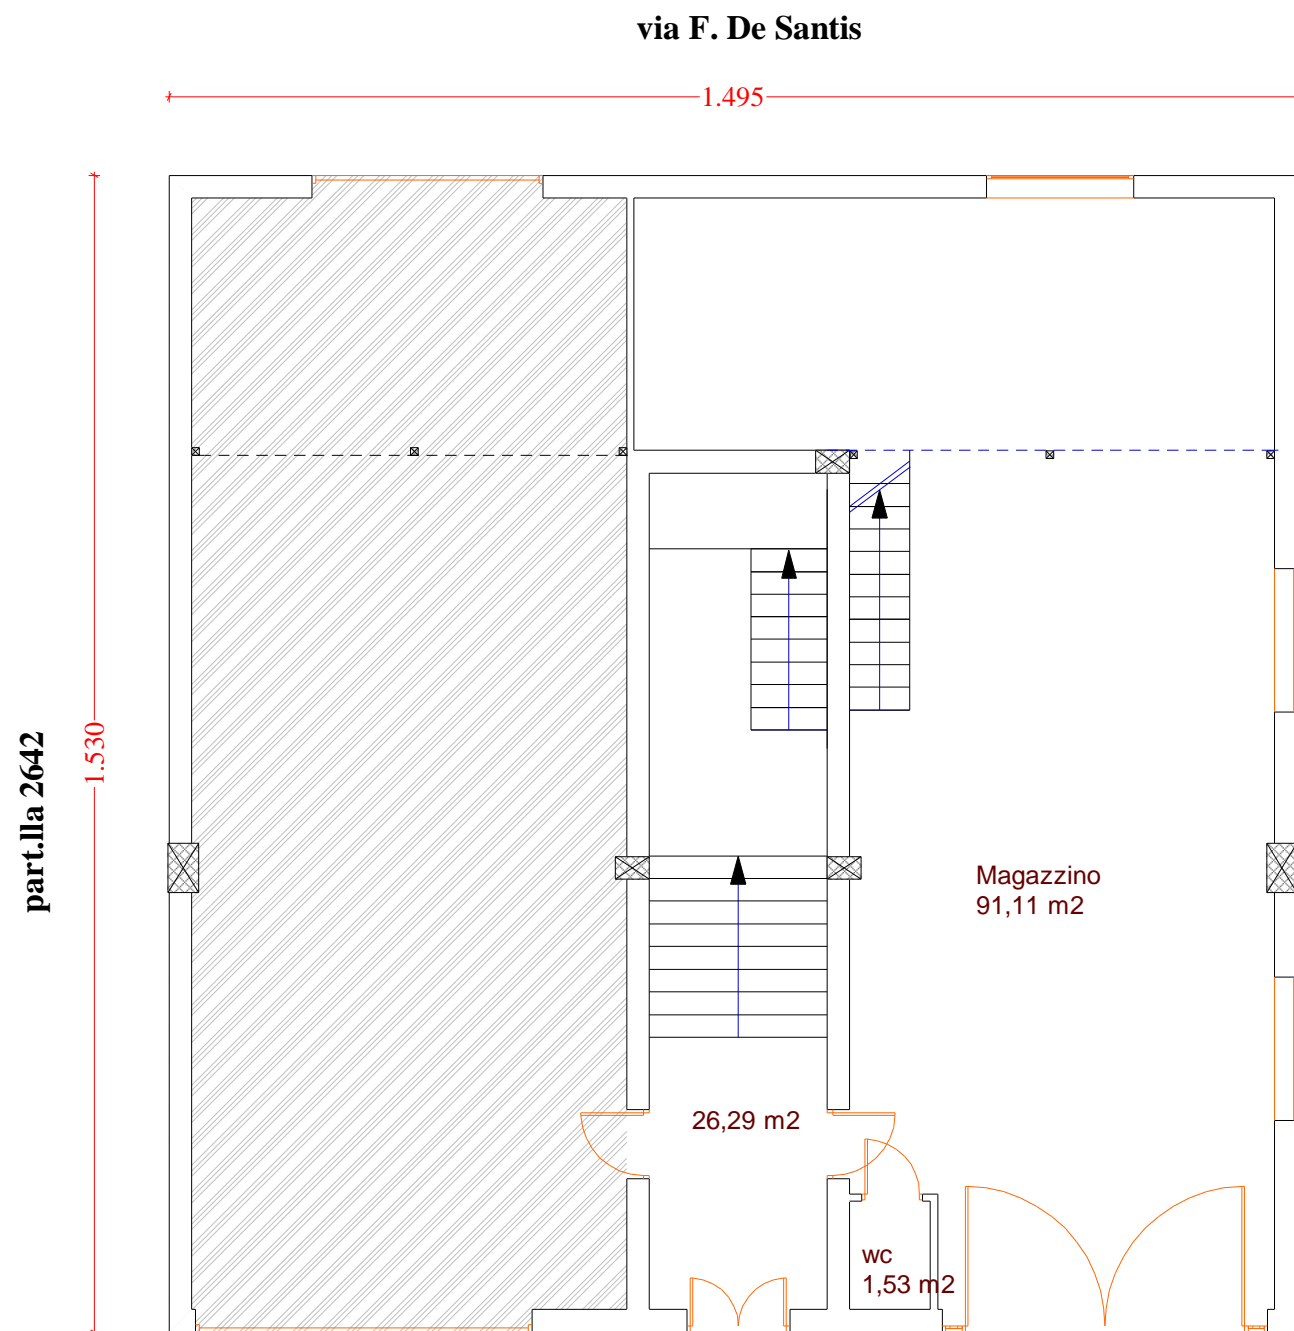 via F. De Santis
1.495
1.530
part.lla 2642
Magazzino
91,11 m2
26,29 m2
wc
1,53 m2